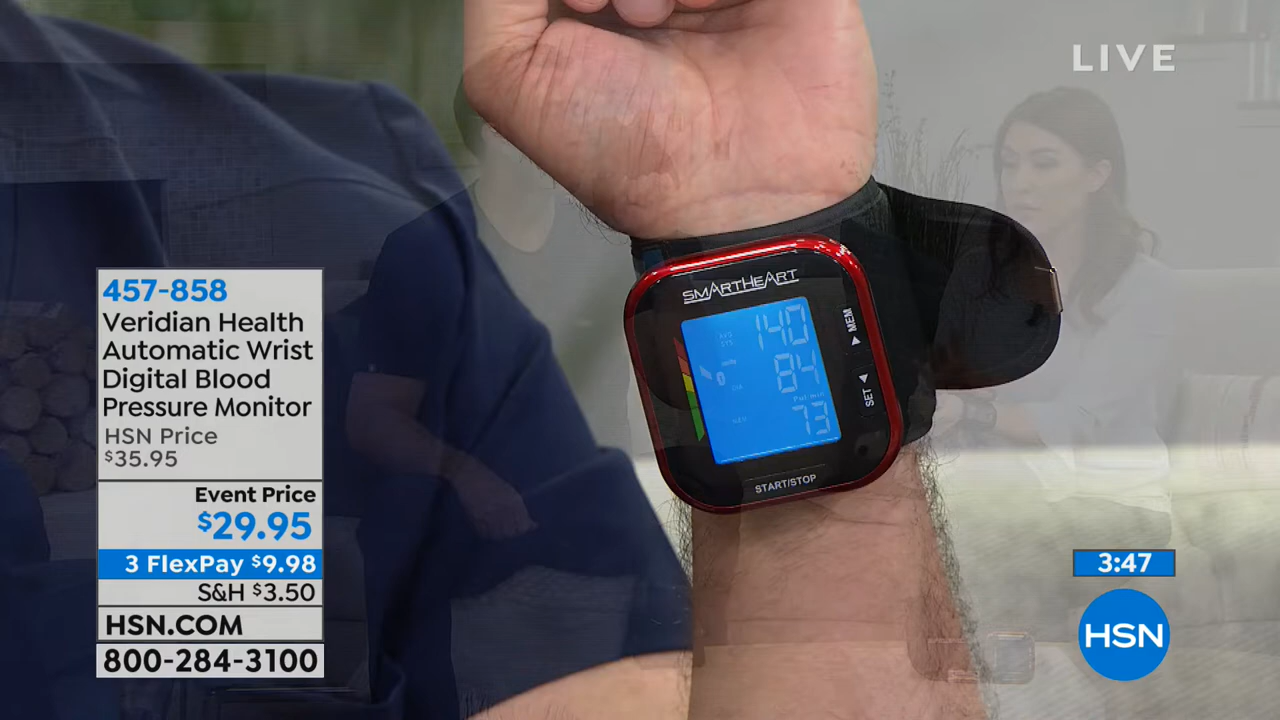 LIVE
457-858
Veridian Health
Automatic Wrist
Digital Blood
Pressure Monitor
HSN Price
$35.95
Event Price
$29.95
3 FlexPay $9.98
S&H $3.50
HSN.COM
800-284-3100
SMARTHEART
140
84
Pul/min
73
▲ MEM
SET ▼
START/STOP
3:47
HSN